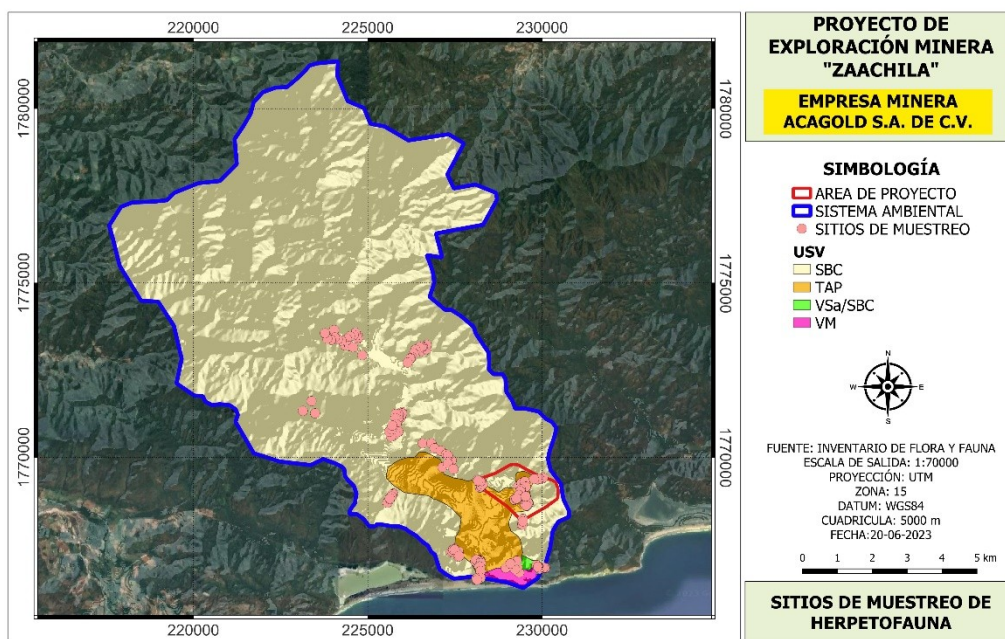 220000
225000
230000
1780000
1780000
1775000
1775000
1770000
1770000
220000
225000
230000
PROYECTO DE
EXPLORACIÓN MINERA
"ZAACHILA"
EMPRESA MINERA
ACAGOLD S.A. DE C.V.
SIMBOLOGÍA
AREA DE PROYECTO
SISTEMA AMBIENTAL
SITIOS DE MUESTREO
USV
SBC
TAP
VSa/SBC
VM
N
W
E
S
FUENTE: INVENTARIO DE FLORA Y FAUNA
ESCALA DE SALIDA: 1:70000
PROYECCIÓN: UTM
ZONA: 15
DATUM: WGS84
CUADRICULA: 5000 m
FECHA:20-06-2023
0 1 2 3 4 5 km
SITIOS DE MUESTREO DE
HERPETOFAUNA